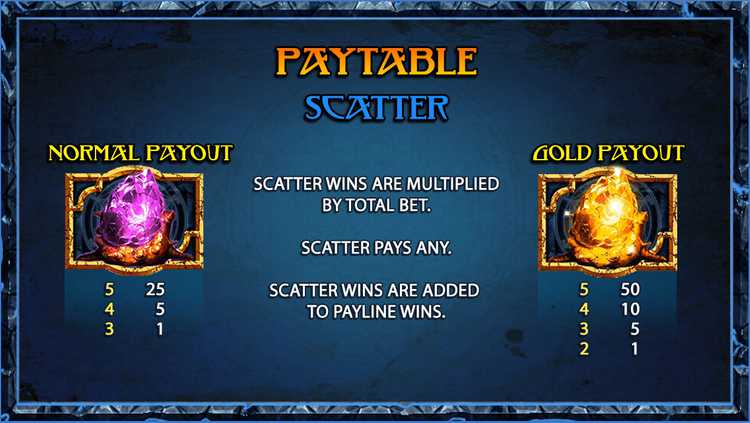 PAYTABLE
SCATTER
NORMAL PAYOUT
5 25
4 5
3 1
SCATTER WINS ARE MULTIPLIED
BY TOTAL BET.
SCATTER PAYS ANY.
SCATTER WINS ARE ADDED
TO PAYLINE WINS.
GOLD PAYOUT
5 50
4 10
3 5
2 1